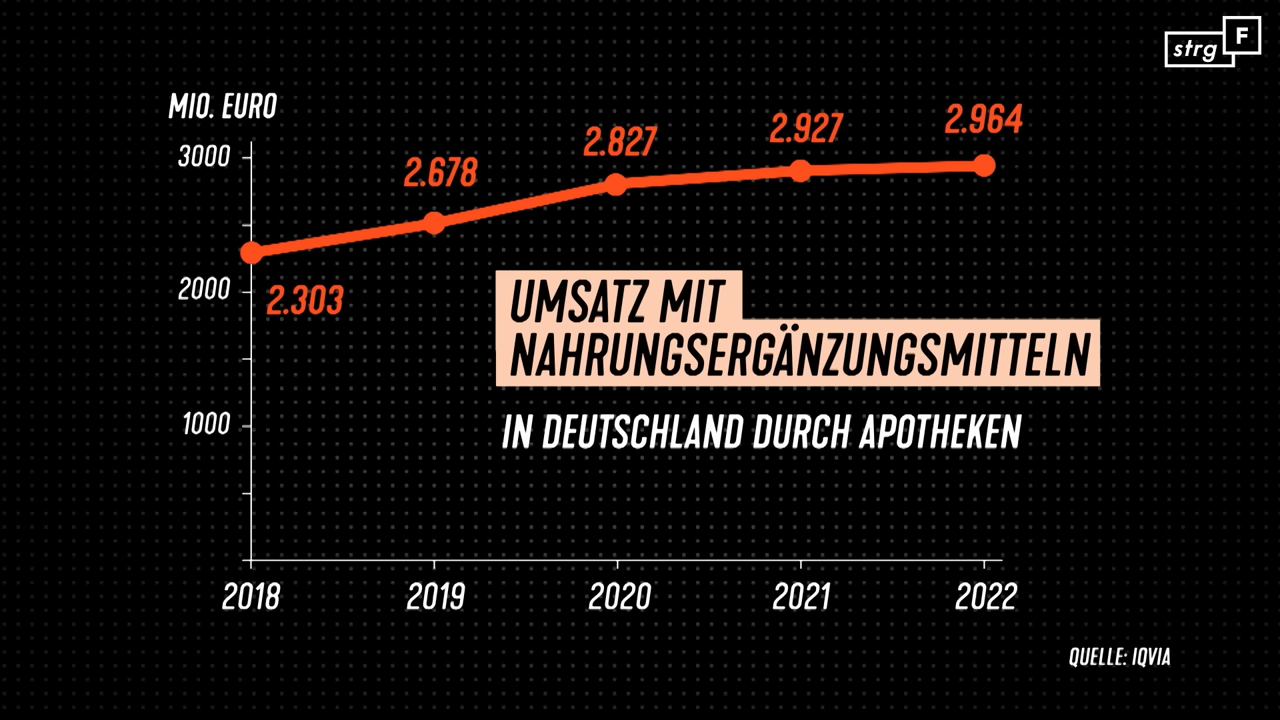 strg F
MIO. EURO
3000
2000
1000
2.303
2.678
2.827
2.927
2.964
UMSATZ MIT
NAHRUNGSERGÄNZUNGSMITTELN
IN DEUTSCHLAND DURCH APOTHEKEN
2018 2019 2020 2021 2022
QUELLE: IQVIA